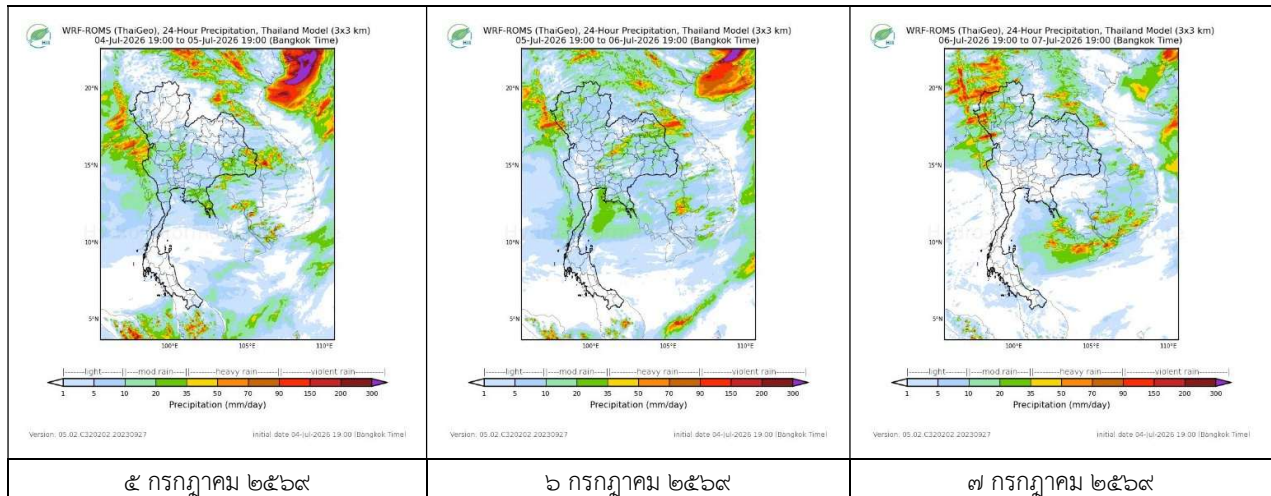 WRF-ROMS (ThaiGeo), 24-Hour Precipitation, Thailand Model (3x3 km)
04-Jul-2026 19:00 to 05-Jul-2026 19:00 (Bangkok Time)
20°N
15°N
10°N
5°N
100°E 105°E 110°E
|-------light-------||----mod rain----||-------heavy rain-------||------violent rain------|
1 5 10 20 35 50 70 90 150 200 300
Precipitation (mm/day)
Version: 05.02.C320202.20230927 initial date 04-Jul-2026 19.00 (Bangkok Time)
๕ กรกฎาคม ๒๕๖๙
WRF-ROMS (ThaiGeo), 24-Hour Precipitation, Thailand Model (3x3 km)
05-Jul-2026 19:00 to 06-Jul-2026 19:00 (Bangkok Time)
20°N
15°N
10°N
5°N
100°E 105°E 110°E
|-------light-------||----mod rain----||-------heavy rain-------||------violent rain------|
1 5 10 20 35 50 70 90 150 200 300
Precipitation (mm/day)
Version: 05.02.C320202.20230927 initial date 04-Jul-2026 19.00 (Bangkok Time)
๖ กรกฎาคม ๒๕๖๙
WRF-ROMS (ThaiGeo), 24-Hour Precipitation, Thailand Model (3x3 km)
06-Jul-2026 19:00 to 07-Jul-2026 19:00 (Bangkok Time)
20°N
15°N
10°N
5°N
100°E 105°E 110°E
|-------light-------||----mod rain----||-------heavy rain-------||------violent rain------|
1 5 10 20 35 50 70 90 150 200 300
Precipitation (mm/day)
Version: 05.02.C320202.20230927 initial date 04-Jul-2026 19.00 (Bangkok Time)
๗ กรกฎาคม ๒๕๖๙